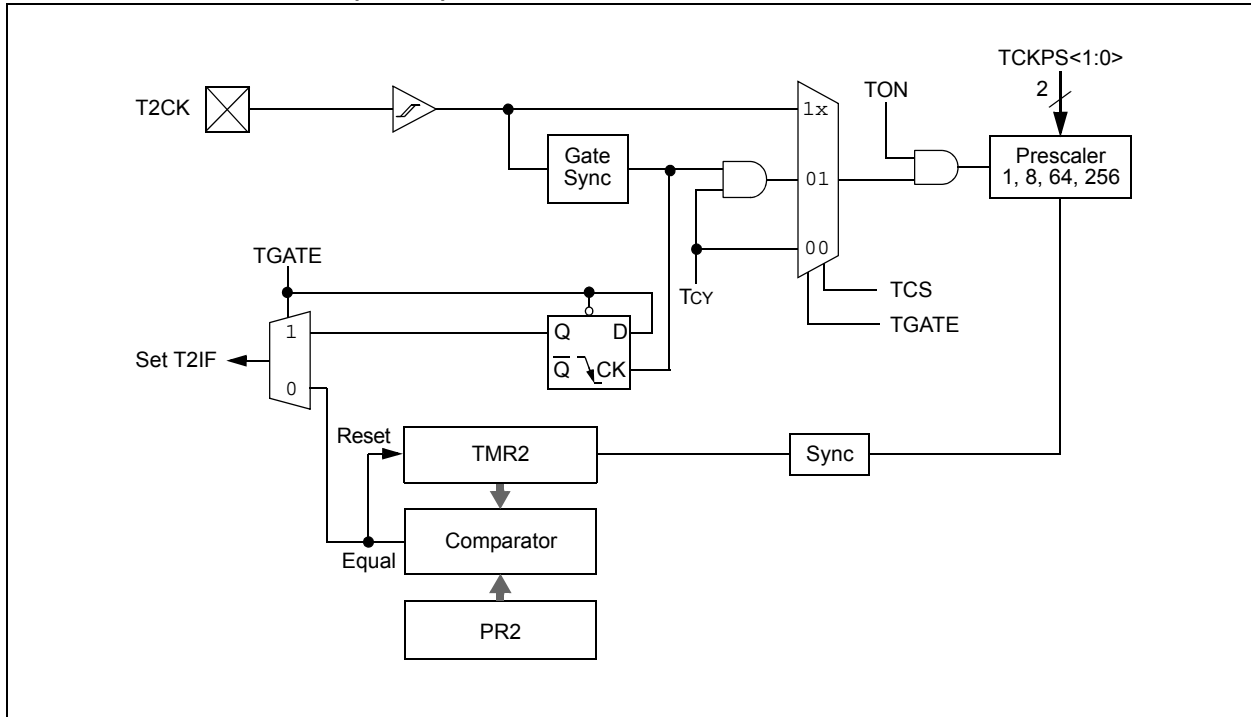 TCKPS<1:0>
2
T2CK
TON
1x
Gate
Sync
Prescaler
1, 8, 64, 256
01
00
TGATE
TCY
TCS
TGATE
1
Q
D
Set T2IF
Q
CK
0
Reset
TMR2
Sync
Comparator
Equal
PR2